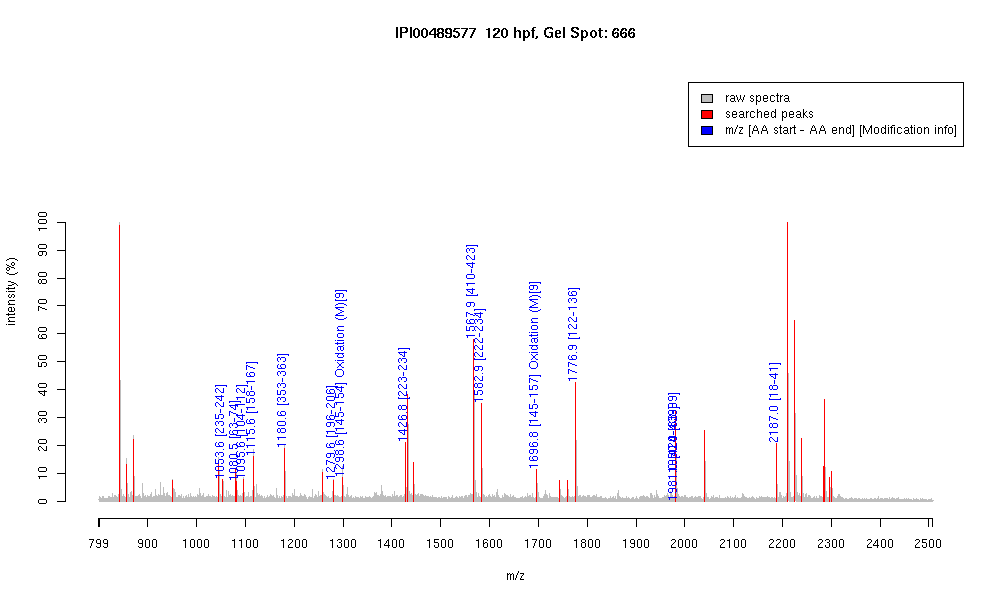 IPI00489577 120 hpf, Gel Spot: 666
raw spectra
searched peaks
m/z [AA start - AA end] [Modification info]
intensity (%)
100
90
80
70
60
50
40
30
20
10
0
1053.6 [235-242]
1080.5 [63-74]
1095.6 [104-112]
1115.6 [158-167]
1180.6 [353-363]
1279.6 [196-206]
1298.6 [145-154] Oxidation (M)[9]
1426.8 [223-234]
1567.9 [410-423]
1582.9 [222-234]
1696.8 [145-157] Oxidation (M)[9]
1776.9 [122-136]
2187.0 [18-41]
799 900 1000 1100 1200 1300 1400 1500 1600 1700 1800 1900 2000 2100 2200 2300 2400 2500
m/z